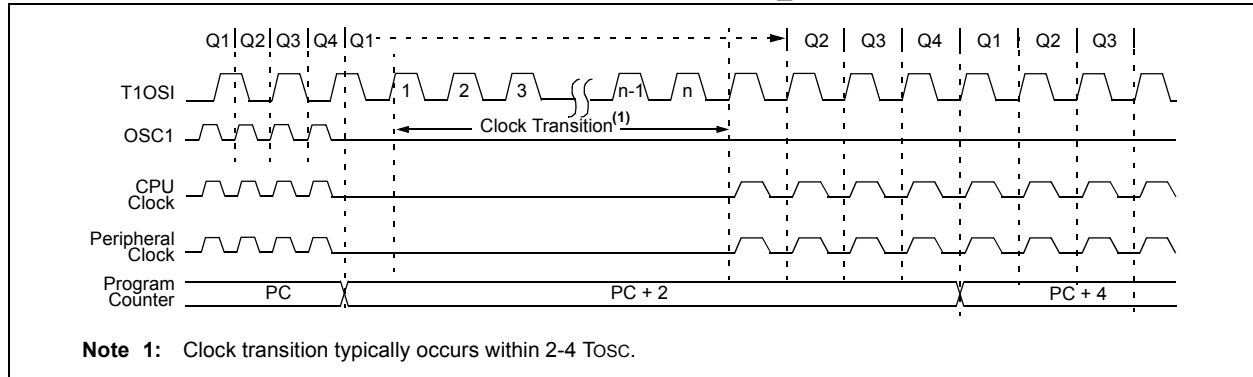 Q1 Q2 Q3 Q4 Q1 Q2 Q3 Q4 Q1 Q2 Q3
T1OSI 1 2 3 n-1 n
Clock Transition(1)
OSC1
CPU
Clock
Peripheral
Clock
Program
Counter
PC PC + 2 PC + 4
Note 1: Clock transition typically occurs within 2-4 TOSC.